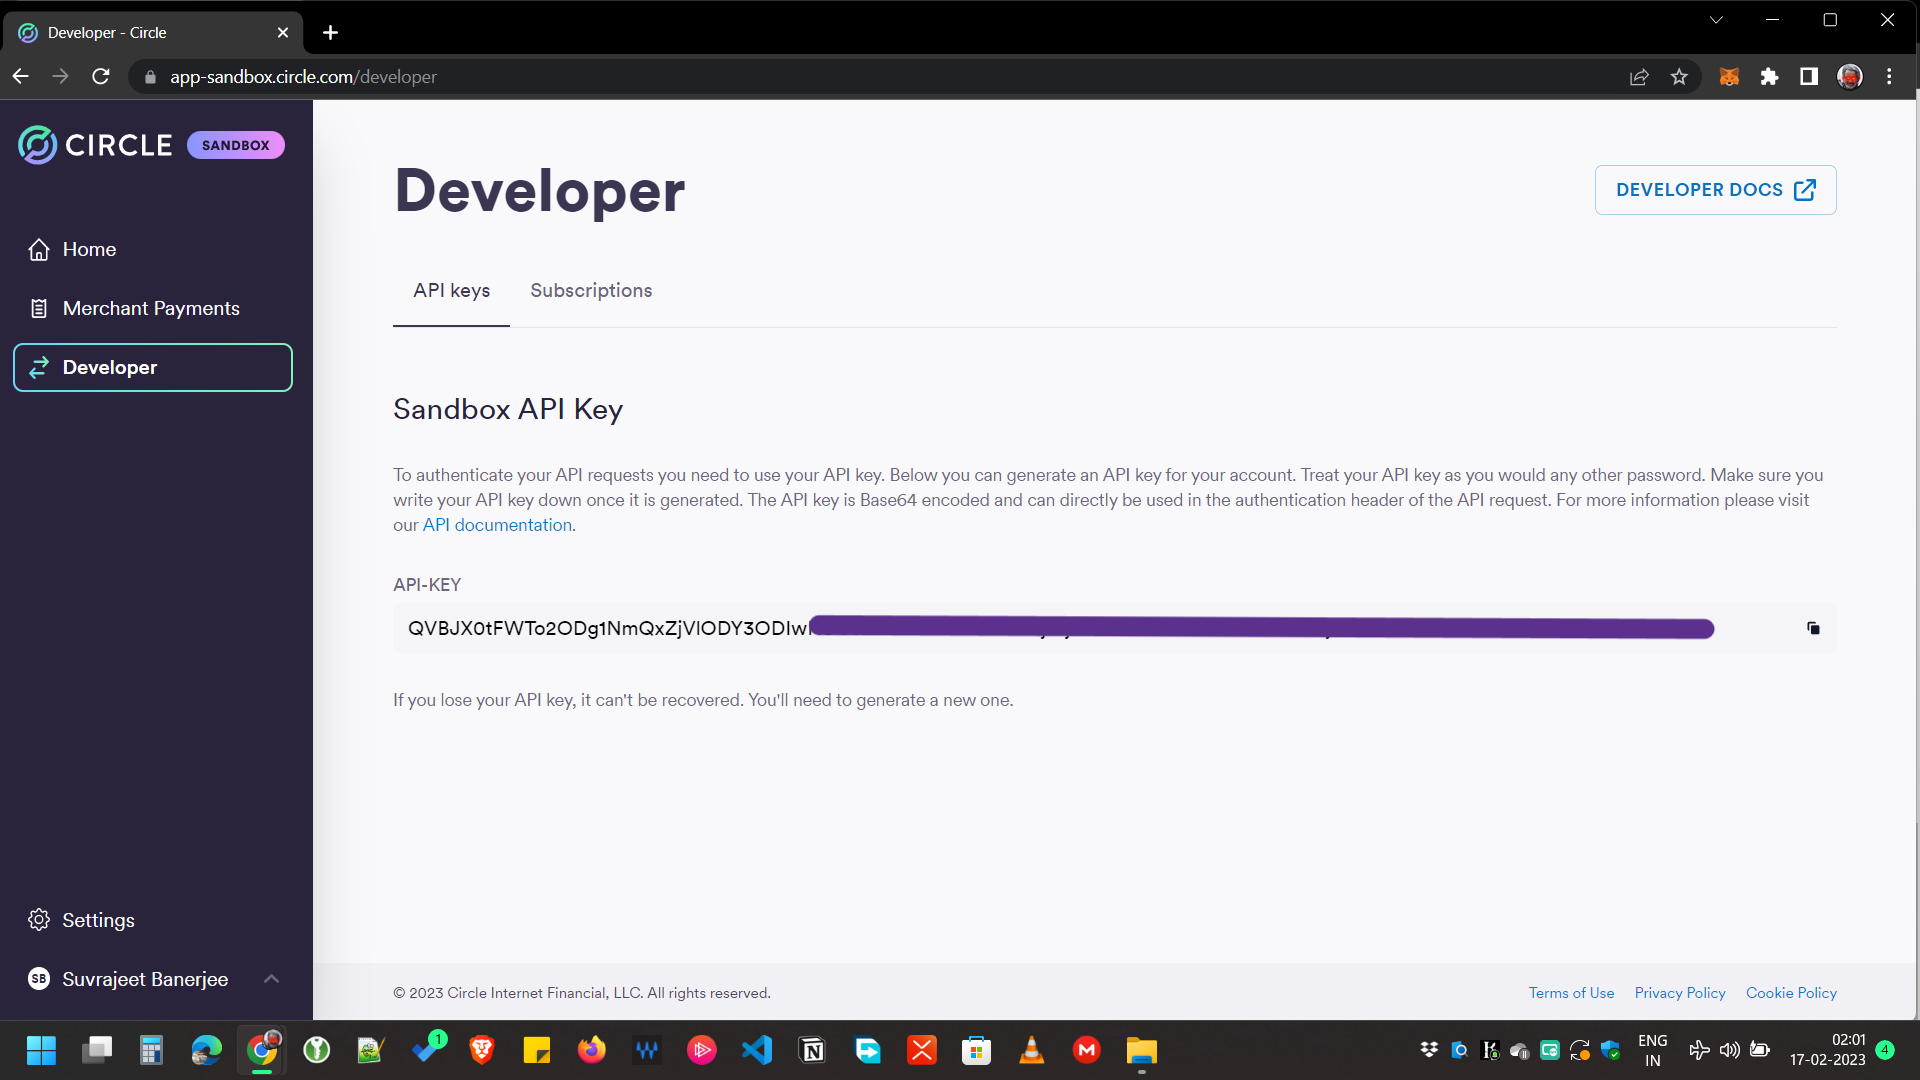 Developer - Circle
app-sandbox.circle.com/developer
CIRCLE SANDBOX
Home
Merchant Payments
Developer
Settings
SB Suvrajeet Banerjee
Developer
DEVELOPER DOCS
API keys Subscriptions
Sandbox API Key
To authenticate your API requests you need to use your API key. Below you can generate an API key for your account. Treat your API key as you would any other password. Make sure you
write your API key down once it is generated. The API key is Base64 encoded and can directly be used in the authentication header of the API request. For more information please visit
our API documentation.
API-KEY
QVBJX0tFWTo2ODg1NmQxZjVlODY3ODIw
If you lose your API key, it can't be recovered. You'll need to generate a new one.
© 2023 Circle Internet Financial, LLC. All rights reserved.
Terms of Use Privacy Policy Cookie Policy
1
ENG
IN
02:01
17-02-2023
4